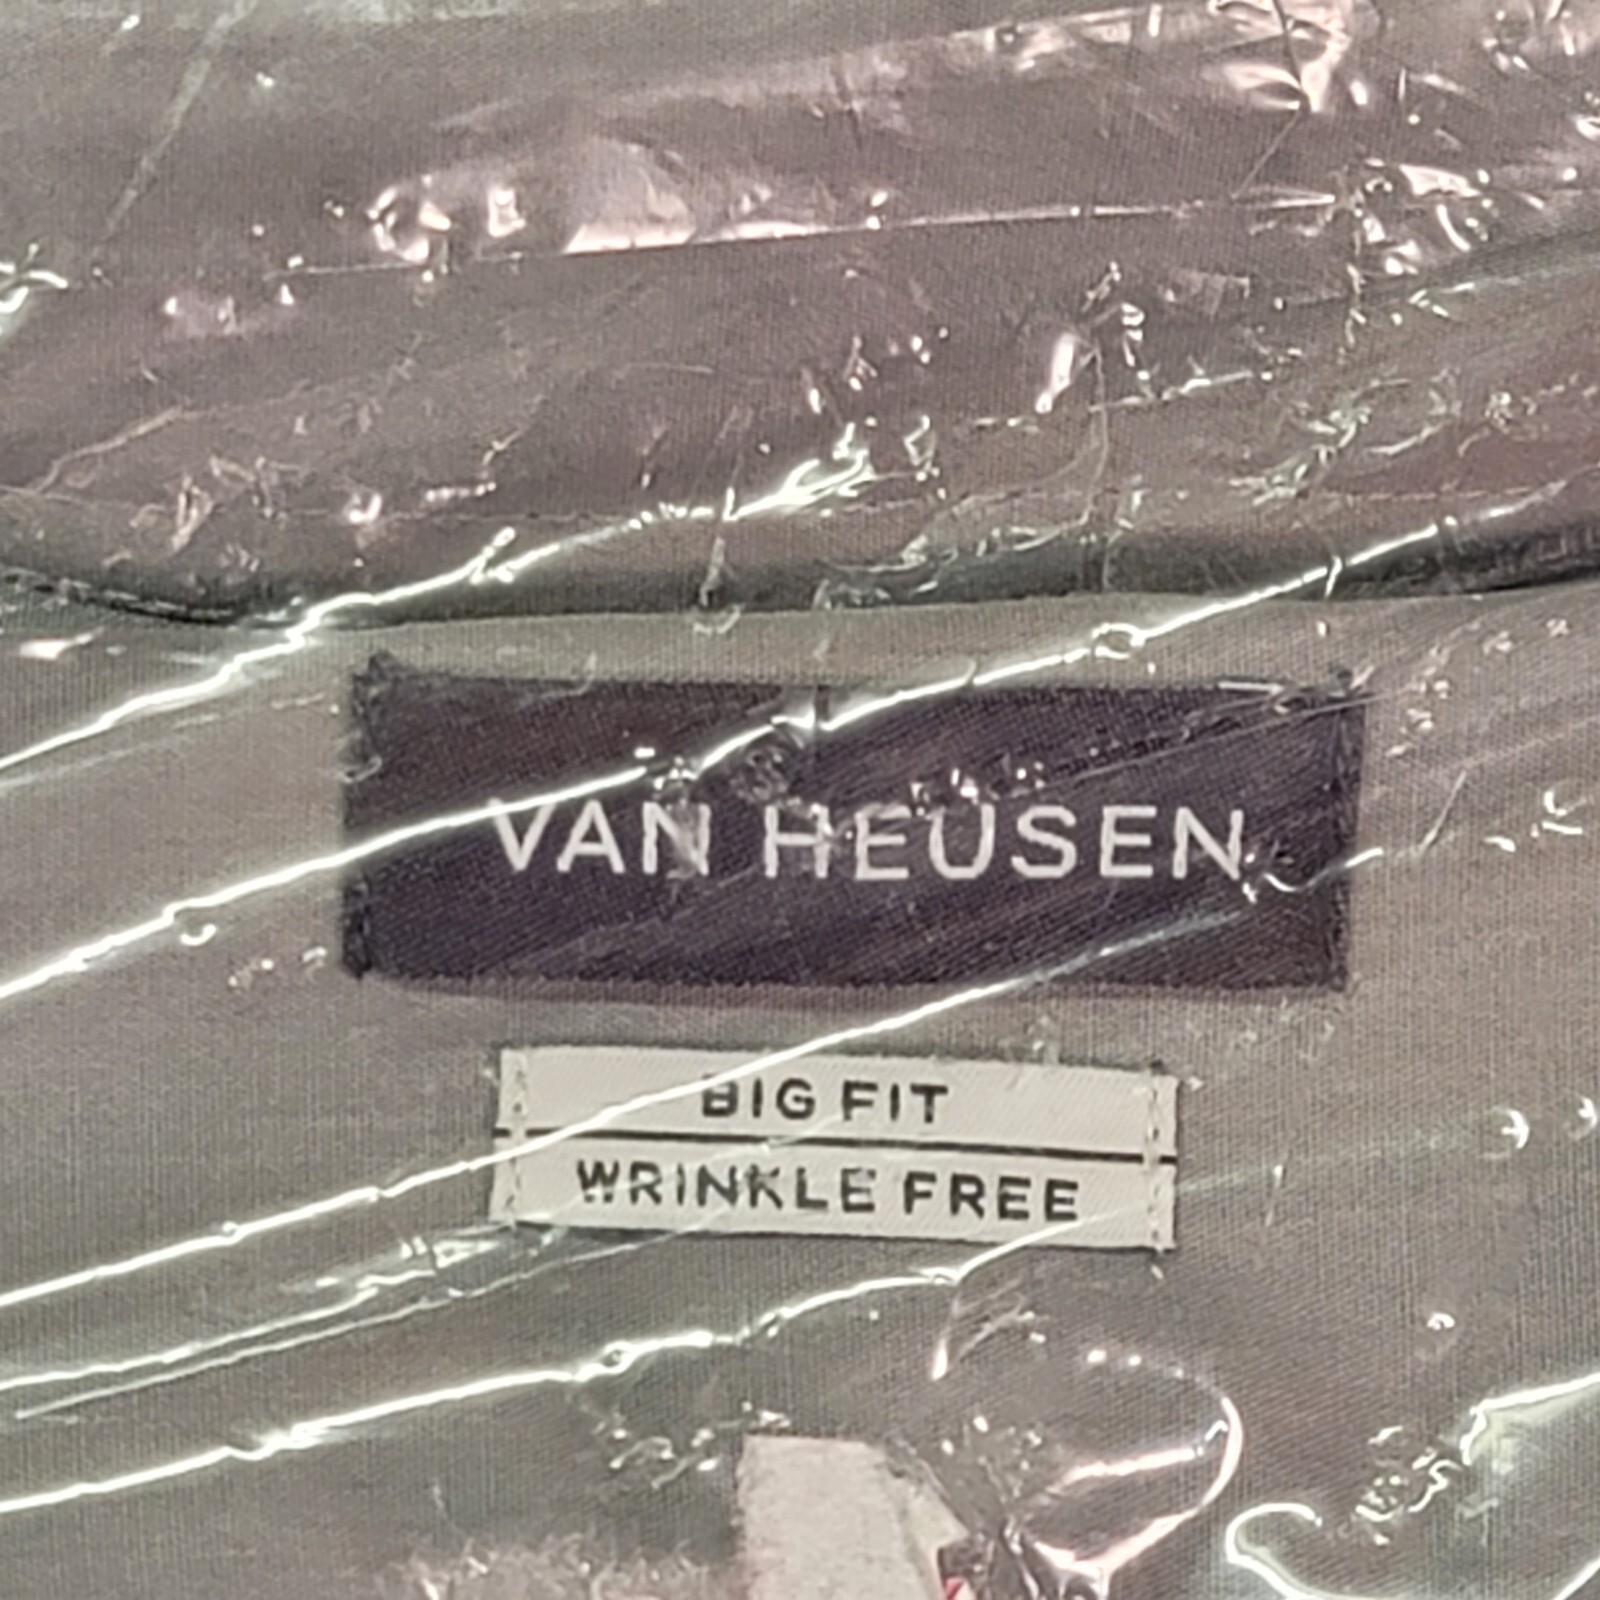 VAN HEUSEN
BIG FIT
WRINKLE FREE